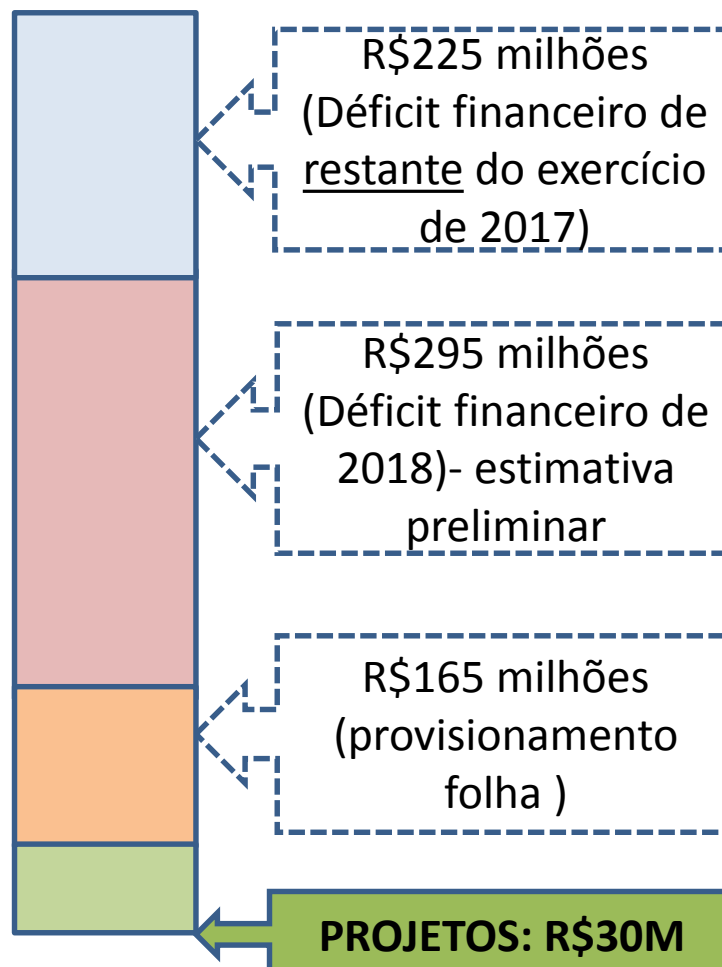 R$225 milhões
(Déficit financeiro de
restante do exercício
de 2017)
R$295 milhões
(Déficit financeiro de
2018)- estimativa
preliminar
R$165 milhões
(provisionamento
folha )
PROJETOS: R$30M